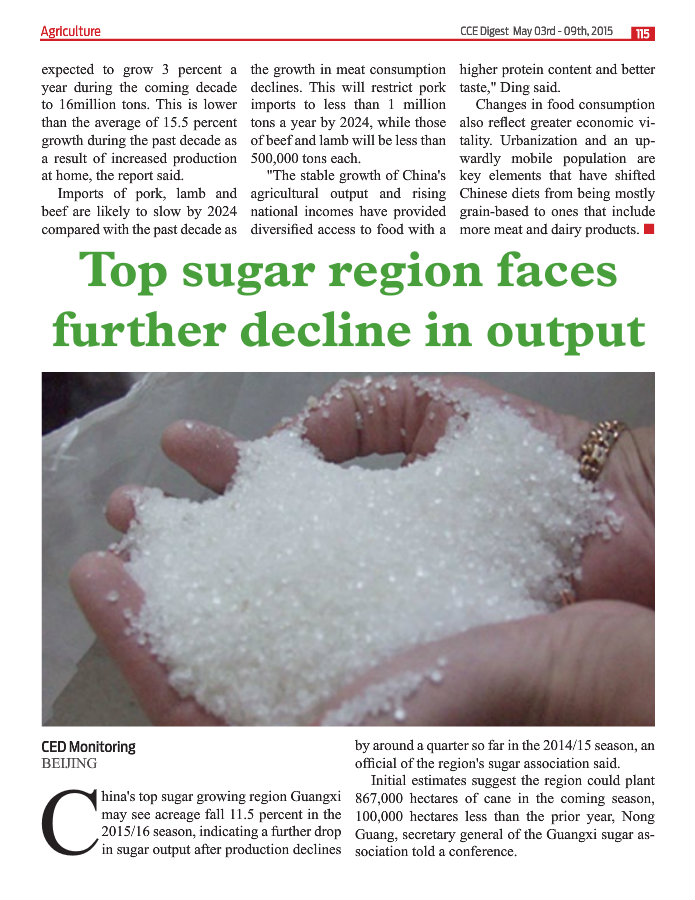 Agriculture
CCE Digest May 03rd - 09th, 2015 115
expected to grow 3 percent a
year during the coming decade
to 16million tons. This is lower
than the average of 15.5 percent
growth during the past decade as
a result of increased production
at home, the report said.
Imports of pork, lamb and
beef are likely to slow by 2024
compared with the past decade as
the growth in meat consumption
declines. This will restrict pork
imports to less than 1 million
tons a year by 2024, while those
of beef and lamb will be less than
500,000 tons each.
"The stable growth of China's
agricultural output and rising
national incomes have provided
diversified access to food with a
higher protein content and better
taste," Ding said.
Changes in food consumption
also reflect greater economic vi-
tality. Urbanization and an up-
wardly mobile population are
key elements that have shifted
Chinese diets from being mostly
grain-based to ones that include
more meat and dairy products.
Top sugar region faces
further decline in output
CED Monitoring
BEIJING
China's top sugar growing region Guangxi
may see acreage fall 11.5 percent in the
2015/16 season, indicating a further drop
in sugar output after production declines
by around a quarter so far in the 2014/15 season, an
official of the region's sugar association said.
Initial estimates suggest the region could plant
867,000 hectares of cane in the coming season,
100,000 hectares less than the prior year, Nong
Guang, secretary general of the Guangxi sugar as-
sociation told a conference.